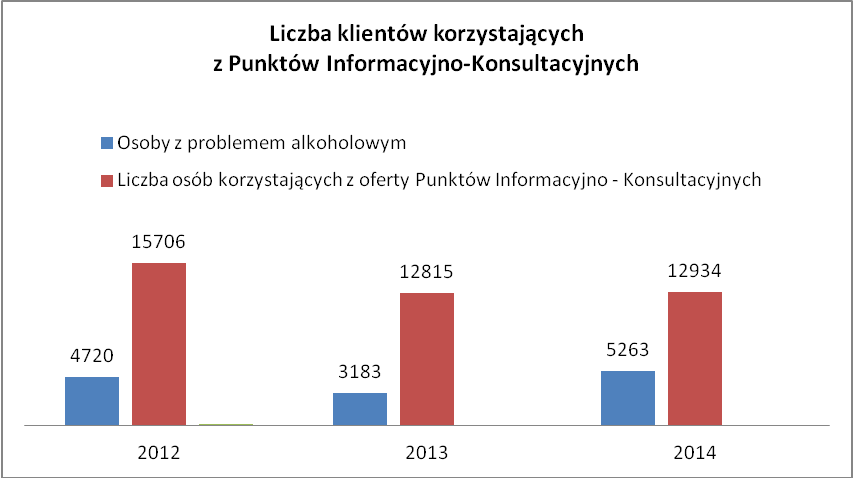 Liczba klientów korzystających
z Punktów Informacyjno-Konsultacyjnych
Osoby z problemem alkoholowym
Liczba osób korzystających z oferty Punktów Informacyjno - Konsultacyjnych
15706
12815
12934
4720
3183
5263
2012
2013
2014